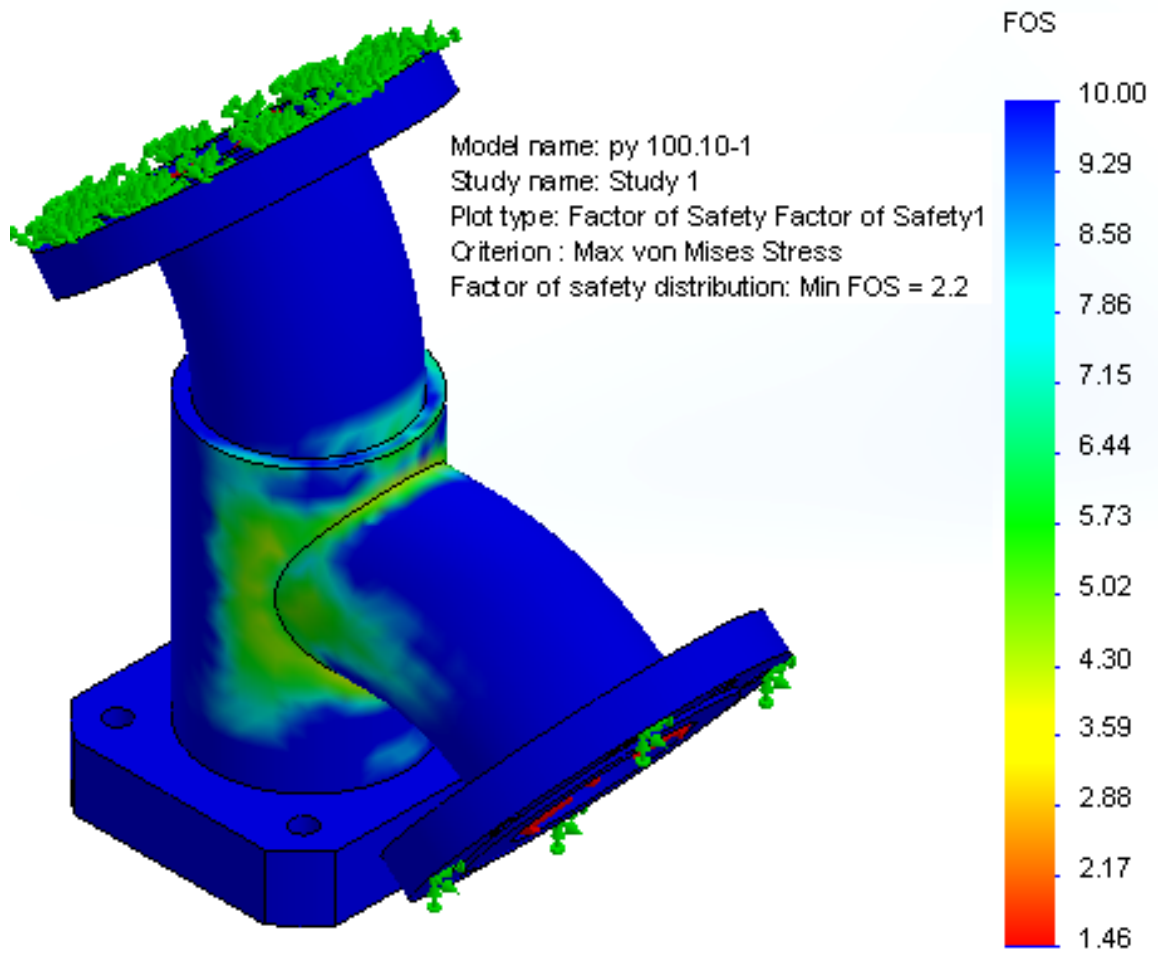 FOS
Model name: py 100.10-1
Study name: Study 1
Plot type: Factor of Safety Factor of Safety1
Criterion : Max von Mises Stress
Factor of safety distribution: Min FOS = 2.2
10.00
9.29
8.58
7.86
7.15
6.44
5.73
5.02
4.30
3.59
2.88
2.17
1.46